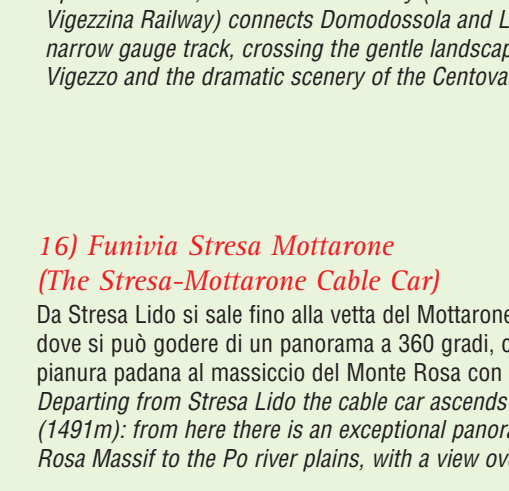 Vigezzina Railway) connects Domodossola and L
narrow gauge track, crossing the gentle landscap
Vigezzo and the dramatic scenery of the Centova
16) Funivia Stresa Mottarone
(The Stresa-Mottarone Cable Car)
Da Stresa Lido si sale fino alla vetta del Mottarone
dove si può godere di un panorama a 360 gradi,
pianura padana al massiccio del Monte Rosa con
Departing from Stresa Lido the cable car ascends
(1491m): from here there is an exceptional panora
Rosa Massif to the Po river plains, with a view ov